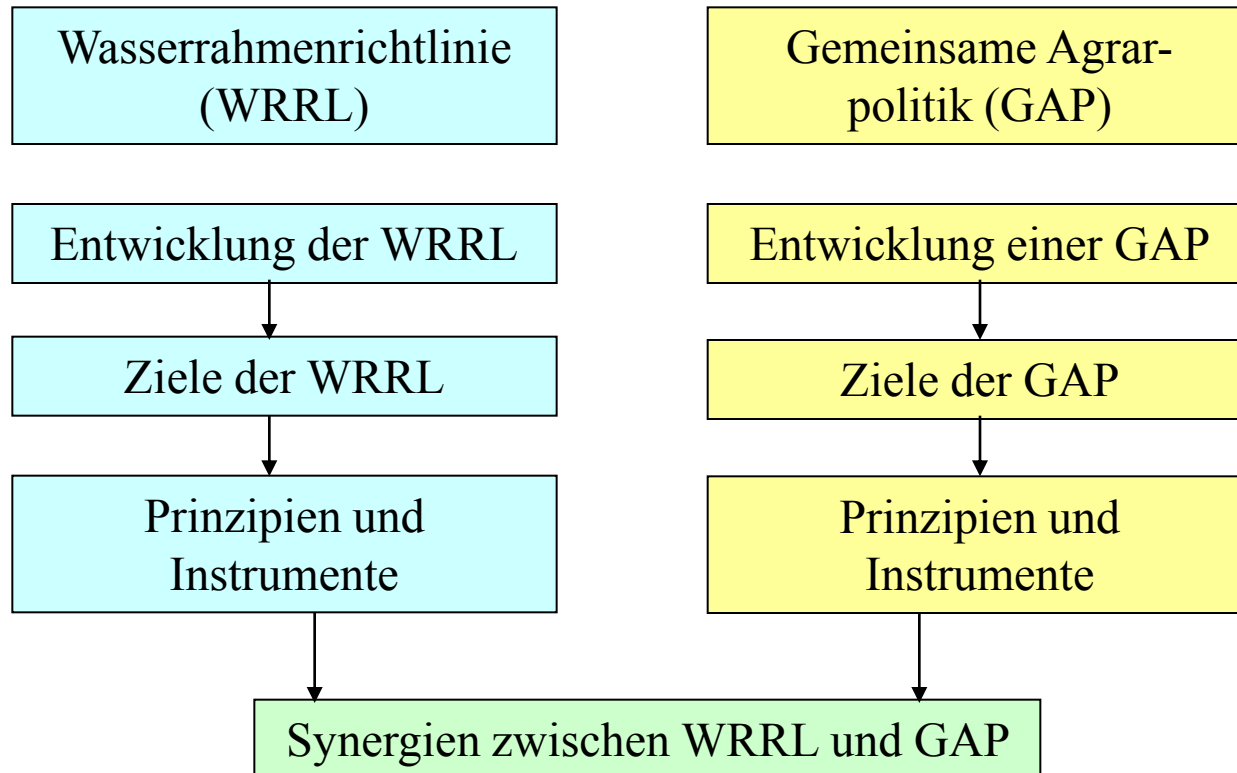 Wasserrahmenrichtlinie
(WRRL)
Gemeinsame Agrar-
politik (GAP)
Entwicklung der WRRL
Entwicklung einer GAP
Ziele der WRRL
Ziele der GAP
Prinzipien und
Instrumente
Prinzipien und
Instrumente
Synergien zwischen WRRL und GAP